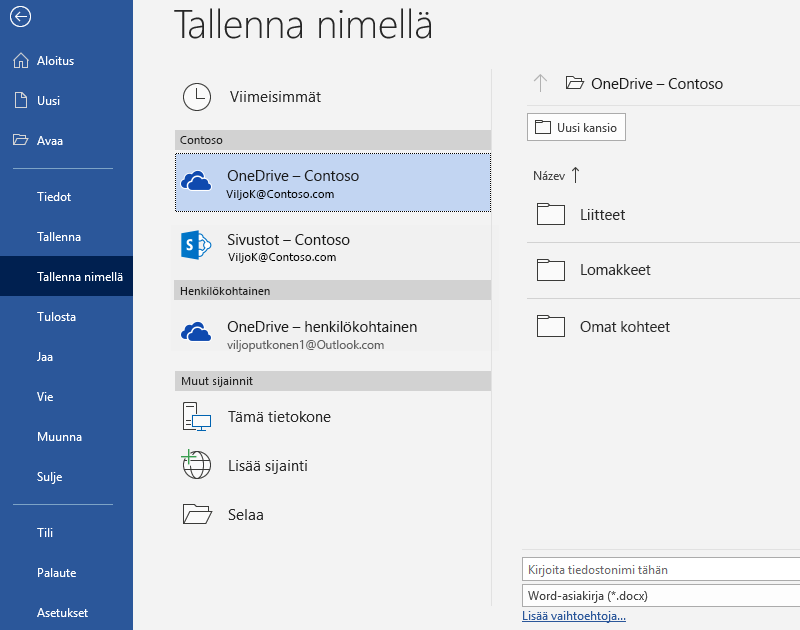 Tallenna nimellä
Aloitus
Uusi
Avaa
Tiedot
Tallenna
Tallenna nimellä
Tulosta
Jaa
Vie
Muunna
Sulje
Tili
Palaute
Asetukset
Viimeisimmät
Contoso
OneDrive – Contoso
ViljoK@Contoso.com
S
Sivustot – Contoso
ViljoK@Contoso.com
Henkilökohtainen
OneDrive – henkilökohtainen
viljoputkonen1@Outlook.com
Muut sijainnit
Tämä tietokone
Lisää sijainti
Selaa
OneDrive – Contoso
Uusi kansio
Název
Liitteet
Lomakkeet
Omat kohteet
Kirjoita tiedostonimi tähän
Word-asiakirja (*.docx)
Lisää vaihtoehtoja...